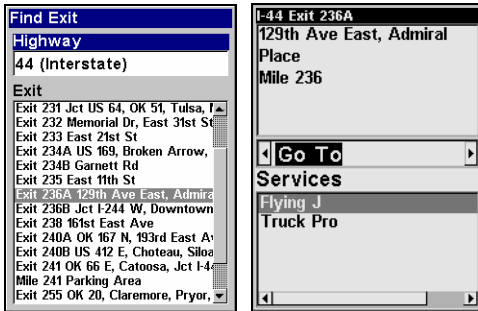 Find Exit
Highway
44 (Interstate)
Exit
Exit 231 Jct US 64, OK 51, Tulsa,
Exit 232 Memorial Dr, East 31st St
Exit 233 East 21st St
Exit 234A US 169, Broken Arrow,
Exit 234B Garnett Rd
Exit 235 East 11th St
Exit 236A 129th Ave East, Admira
Exit 236B Jct I-244 W, Downtown
Exit 238 161st East Ave
Exit 240A OK 167 N, 193rd East A
Exit 240B US 412 E, Choteau, Siloa
Exit 241 OK 66 E, Catoosa, Jct I-4
Mile 241 Parking Area
Exit 255 OK 20, Claremore, Pryor,
I-44 Exit 236A
129th Ave East, Admiral
Place
Mile 236
Go To
Services
Flying J
Truck Pro